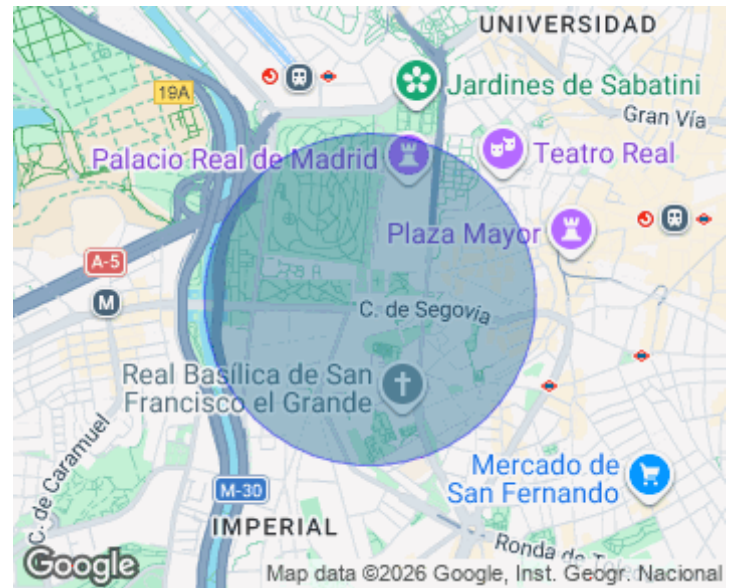 UNIVERSIDAD
19A
Jardines de Sabatini
Gran Vía
Palacio Real de Madrid
Teatro Real
Plaza Mayor
A-5
M
C. de Segovia
Real Basílica de San
Francisco el Grande
C. de Caramuel
Mercado de
San Fernando
M-30
IMPERIAL
Ronda de
Google
Map data ©2026 Google, Inst. Geogr. Nacional